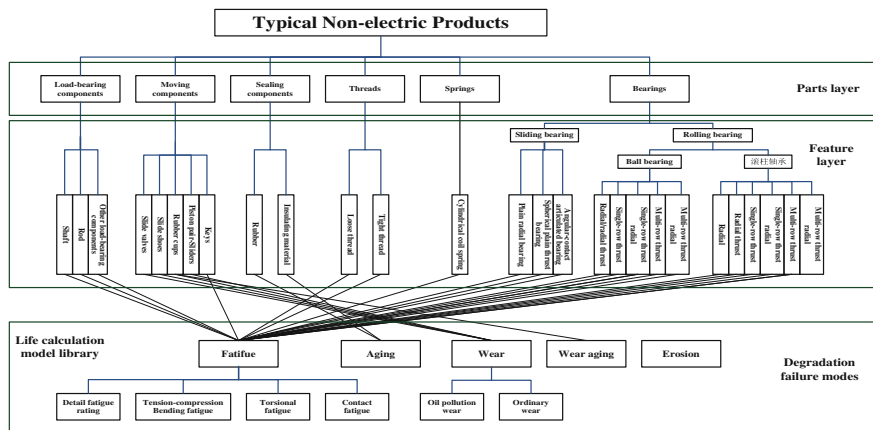 Typical Non-electric Products
Load-bearing
components
Moving
components
Sealing
components
Threads
Springs
Bearings
Parts layer
Sliding bearing
Rolling bearing
Feature
layer
Ball bearing
滚柱轴承
Shaft
Rod
Other load-bearing
components
Slide valves
Slide shoes
Rubber cups
Piston pair-Sliders
Keys
Rubber
Insulating material
Loose thread
Tight thread
Cylindrical coil spring
Plain radial bearing
Spherical plain thrust
bearing
Angular-contact
articulated bearing
Radial/radial thrust
Single-row thrust
radial
Single-row thrust
Multi-row thrust
radial
Multi-row thrust
Radial
Radial thrust
Single-row thrust
radial
Single-row thrust
Multi-row thrust
radial
Multi-row thrust
Life calculation
model library
Fatifue
Aging
Wear
Wear aging
Erosion
Degradation
failure modes
Detail fatigue
rating
Tension-compression
Bending fatigue
Torsional
fatigue
Contact
fatigue
Oil pollution
wear
Ordinary
wear